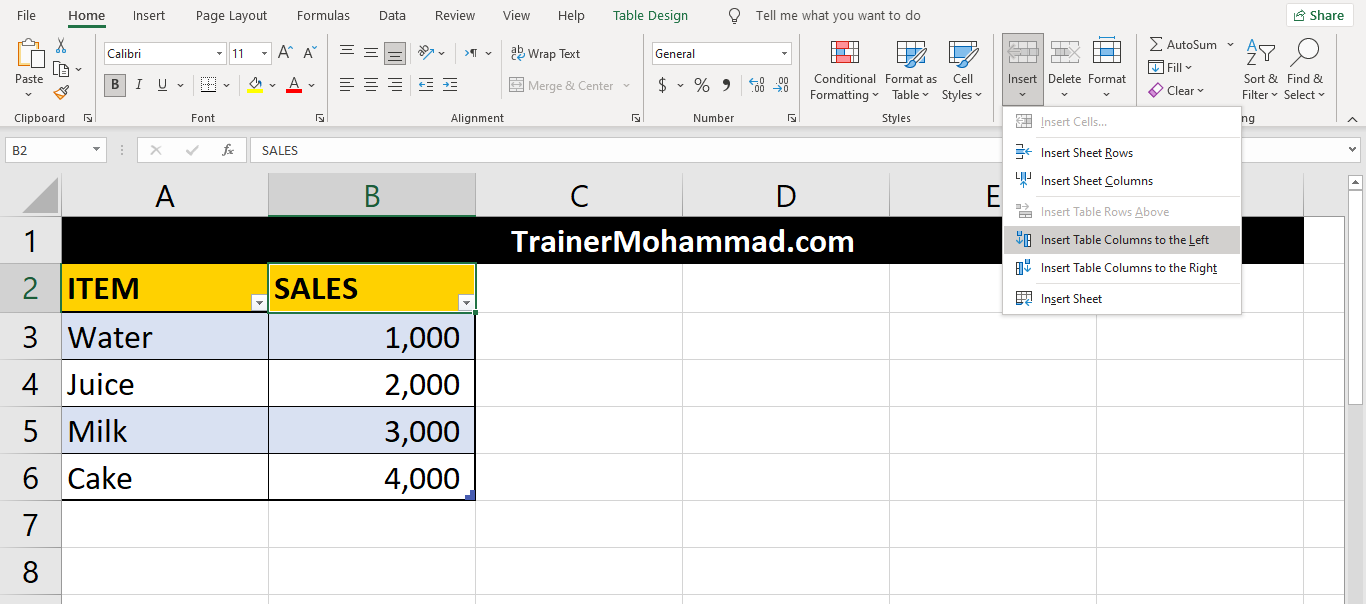 File Home Insert Page Layout Formulas Data Review View Help Table Design Tell me what you want to do Share
Paste
Calibri 11
B I U
Wrap Text
Merge & Center
General
$ % 9
Conditional Formatting
Format as Table
Cell Styles
Insert Delete Format
AutoSum
Fill
Clear
Sort & Filter
Find & Select
Clipboard Font Alignment Number Styles ng
Insert Cells...
Insert Sheet Rows
Insert Sheet Columns
Insert Table Rows Above
Insert Table Columns to the Left
Insert Table Columns to the Right
Insert Sheet
B2 fx SALES
A B C D E
1 TrainerMohammad.com
2 ITEM SALES
3 Water 1,000
4 Juice 2,000
5 Milk 3,000
6 Cake 4,000
7
8